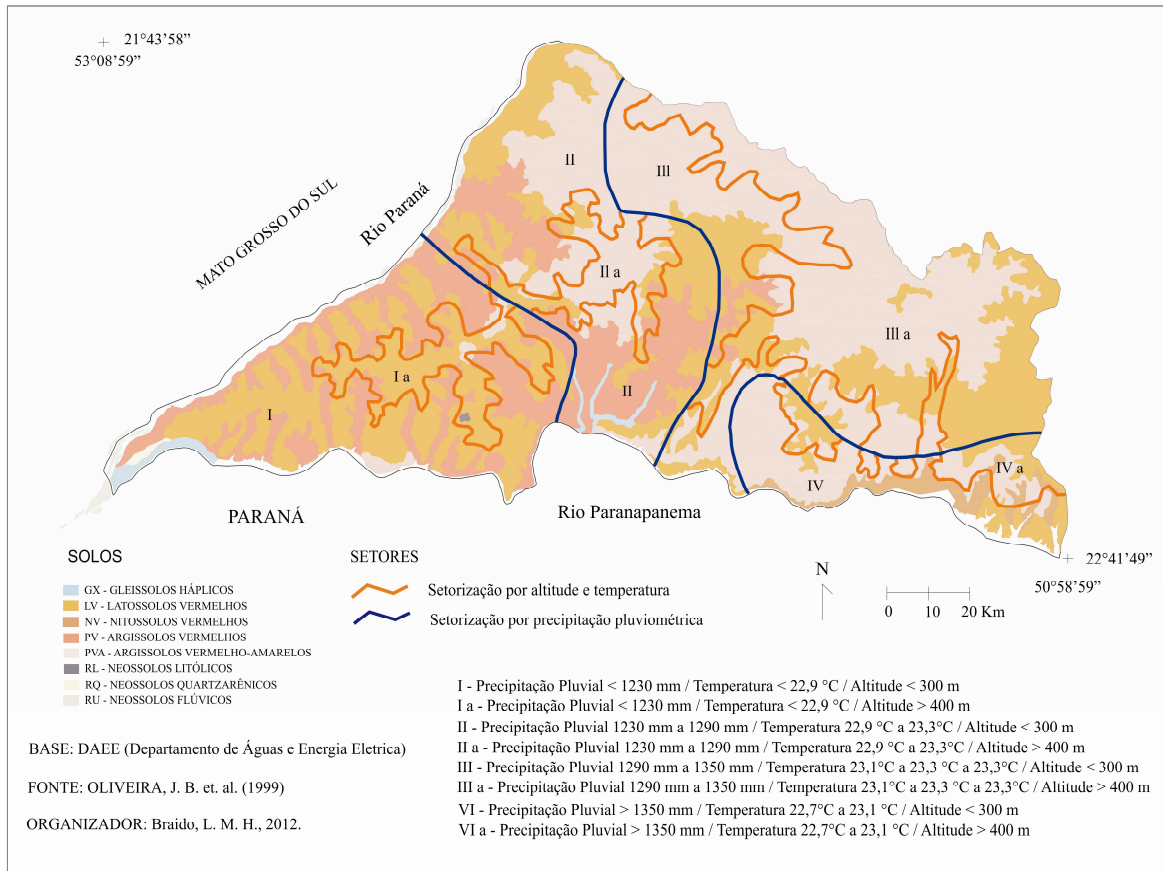 21°43’58”
53°08’59”
MATO GROSSO DO SUL
Rio Paraná
II
III
II a
III a
I a
II
I
IV a
IV
PARANÁ
Rio Paranapanema
22°41’49”
50°58’59”
N
0 10 20 Km
SOLOS
GX - GLEISSOLOS HÁPLICOS
LV - LATOSSOLOS VERMELHOS
NV - NITOSSOLOS VERMELHOS
PV - ARGISSOLOS VERMELHOS
PVA - ARGISSOLOS VERMELHO-AMARELOS
RL - NEOSSOLOS LITÓLICOS
RQ - NEOSSOLOS QUARTZARÊNICOS
RU - NEOSSOLOS FLÚVICOS
SETORES
Setorização por altitude e temperatura
Setorização por precipitação pluviométrica
BASE: DAEE (Departamento de Águas e Energia Eletrica)
FONTE: OLIVEIRA, J. B. et. al. (1999)
ORGANIZADOR: Braido, L. M. H., 2012.
I - Precipitação Pluvial < 1230 mm / Temperatura < 22,9 °C / Altitude < 300 m
I a - Precipitação Pluvial < 1230 mm / Temperatura < 22,9 °C / Altitude > 400 m
II - Precipitação Pluvial 1230 mm a 1290 mm / Temperatura 22,9 °C a 23,3°C / Altitude < 300 m
II a - Precipitação Pluvial 1230 mm a 1290 mm / Temperatura 22,9 °C a 23,3°C / Altitude > 400 m
III - Precipitação Pluvial 1290 mm a 1350 mm / Temperatura 23,1°C a 23,3 °C a 23,3°C / Altitude < 300 m
III a - Precipitação Pluvial 1290 mm a 1350 mm / Temperatura 23,1°C a 23,3 °C a 23,3°C / Altitude > 400 m
VI - Precipitação Pluvial > 1350 mm / Temperatura 22,7°C a 23,1 °C / Altitude < 300 m
VI a - Precipitação Pluvial > 1350 mm / Temperatura 22,7°C a 23,1 °C / Altitude > 400 m